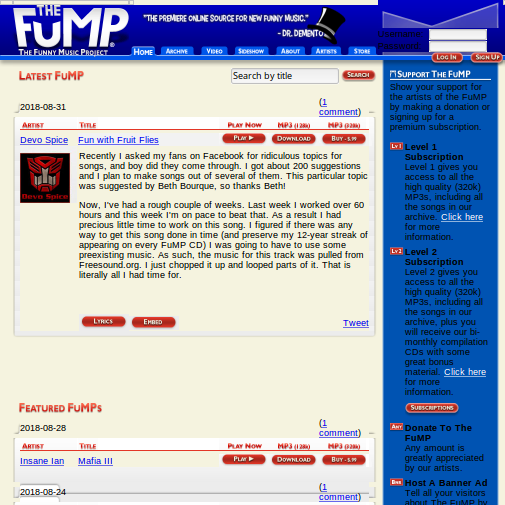 THE
FuMP®
The Funny Music Project
"THE PREMIERE ONLINE SOURCE FOR NEW FUNNY MUSIC."
- DR. DEMENTO
Username
Password
Log In
Sign Up
Home
Archive
Video
Sideshow
About
Artists
Store
Latest FuMP
Search by title
Search
2018-08-31
(1
comment)
Artist Title Play Now MP3 (128k) MP3 (320k)
Devo Spice Fun with Fruit Flies Play Download Buy - $.99
Devo Spice
Recently I asked my fans on Facebook for ridiculous topics for
songs, and boy did they come through. I got about 200 suggestions
and I plan to make songs out of several of them. This particular topic
was suggested by Beth Bourque, so thanks Beth!
Now, I've had a rough couple of weeks. Last week I worked over 60
hours and this week I'm on pace to beat that. As a result I had
precious little time to work on this song. I figured if there was any
way to get this song done in time (and preserve my 12-year streak of
appearing on every FuMP CD) I was going to have to use some
preexisting music. As such, the music for this track was pulled from
Freesound.org. I just chopped it up and looped parts of it. That is
literally all I had time for.
Lyrics
Embed
Tweet
Featured FuMPs
2018-08-28
(1
comment)
Artist Title Play Now MP3 (128k) MP3 (320k)
Insane Ian Mafia III Play Download Buy - $.99
2018-08-24
(1
comment)
Support The FuMP
Show your support for
the artists of the FuMP
by making a donation or
signing up for a
premium subscription.
Lv 1 Level 1
Subscription
Level 1 gives you
access to all the
high quality (320k)
MP3s, including all
the songs in our
archive. Click here
for more
information.
Lv 2 Level 2
Subscription
Level 2 gives you
access to all the
high quality (320k)
MP3s, including all
the songs in our
archive, plus you
will receive our bi-
monthly compilation
CDs with some
great bonus
material. Click here
for more
information.
Subscriptions
Any Donate To The
FuMP
Any amount is
greatly appreciated
by our artists.
Bnr Host A Banner Ad
Tell all your visitors
about The FuMP by